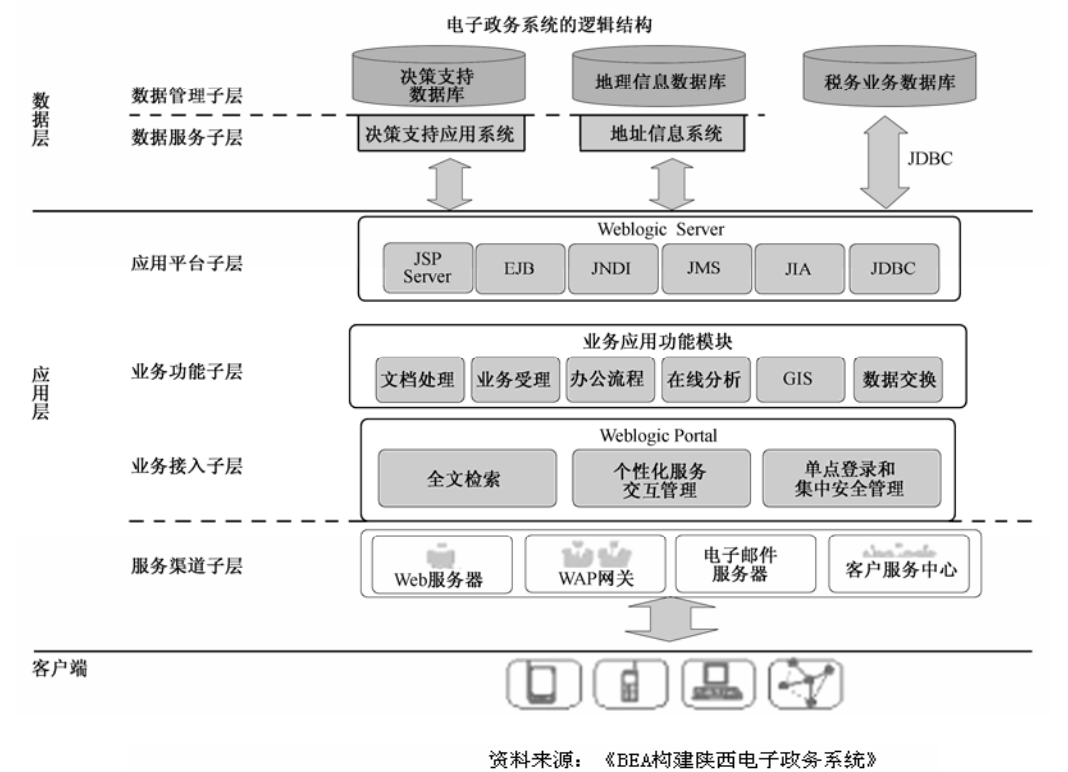 电子政务系统的逻辑结构
数据层
数据管理子层
决策支持
数据库
地理信息数据库
税务业务数据库
数据服务子层
决策支持应用系统
地址信息系统
JDBC
应用层
应用平台子层
Weblogic Server
JSP
Server
EJB
JNDI
JMS
JIA
JDBC
业务功能子层
业务应用功能模块
文档处理
业务受理
办公流程
在线分析
GIS
数据交换
业务接入子层
Weblogic Portal
全文检索
个性化服务
交互管理
单点登录和
集中安全管理
服务渠道子层
Web服务器
WAP网关
电子邮件
服务器
客户服务中心
客户端
资料来源：《BEA构建陕西电子政务系统》